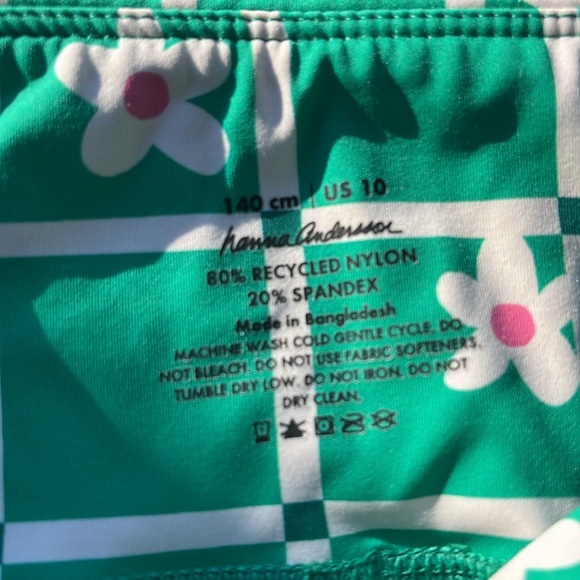 140 cm | US 10
hanna Andersson
80% RECYCLED NYLON
20% SPANDEX
Made in Bangladesh
MACHINE WASH COLD GENTLE CYCLE. DO
NOT BLEACH. DO NOT USE FABRIC SOFTENERS.
TUMBLE DRY LOW. DO NOT IRON. DO NOT
DRY CLEAN.